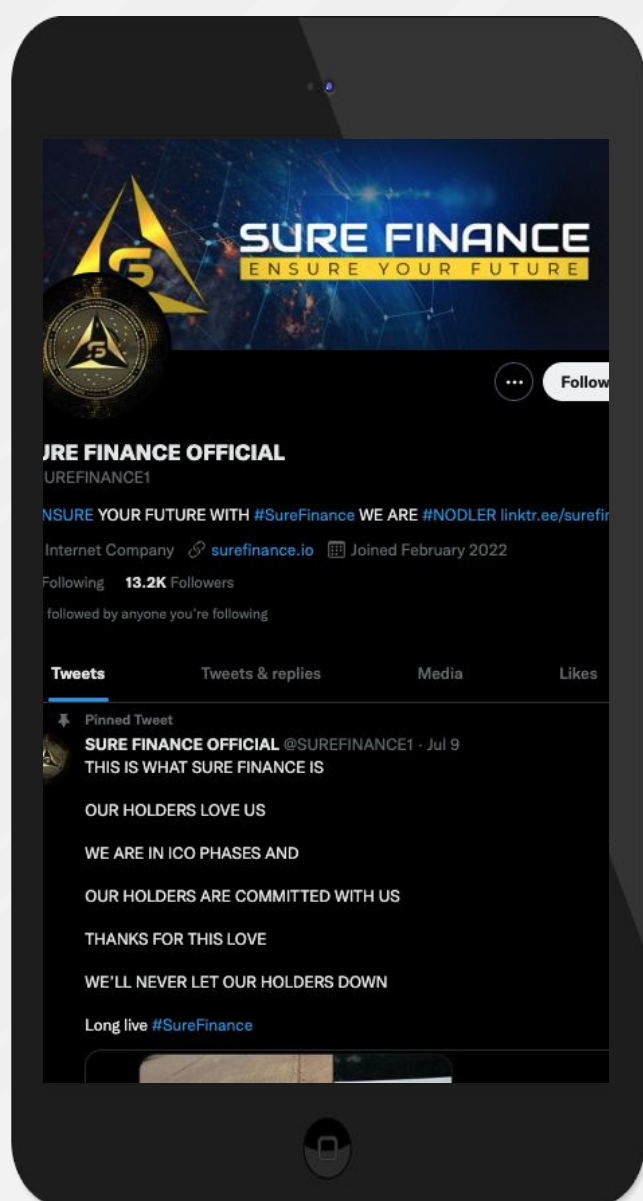 SURE FINANCE
ENSURE YOUR FUTURE
Follow
URE FINANCE OFFICIAL
UREFINANCE1
NSURE YOUR FUTURE WITH #SureFinance WE ARE #NODLER linktr.ee/surefin
Internet Company surefinance.io Joined February 2022
Following 13.2K Followers
followed by anyone you're following
Tweets Tweets & replies Media Likes
Pinned Tweet
SURE FINANCE OFFICIAL @SUREFINANCE1 · Jul 9
THIS IS WHAT SURE FINANCE IS
OUR HOLDERS LOVE US
WE ARE IN ICO PHASES AND
OUR HOLDERS ARE COMMITTED WITH US
THANKS FOR THIS LOVE
WE'LL NEVER LET OUR HOLDERS DOWN
Long live #SureFinance